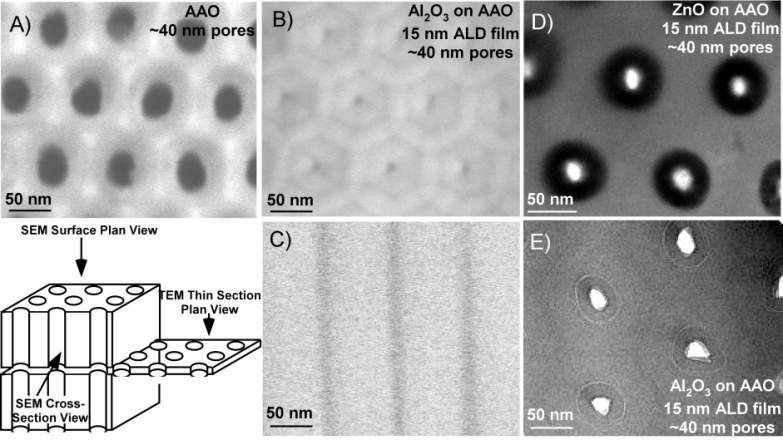 A)
AAO
~40 nm pores
50 nm
B)
Al₂O₃ on AAO
15 nm ALD film
~40 nm pores
50 nm
D)
ZnO on AAO
15 nm ALD film
~40 nm pores
50 nm
SEM Surface Plan View
TEM Thin Section
Plan View
SEM Cross-
Section View
C)
50 nm
E)
Al₂O₃ on AAO
15 nm ALD film
~40 nm pores
50 nm